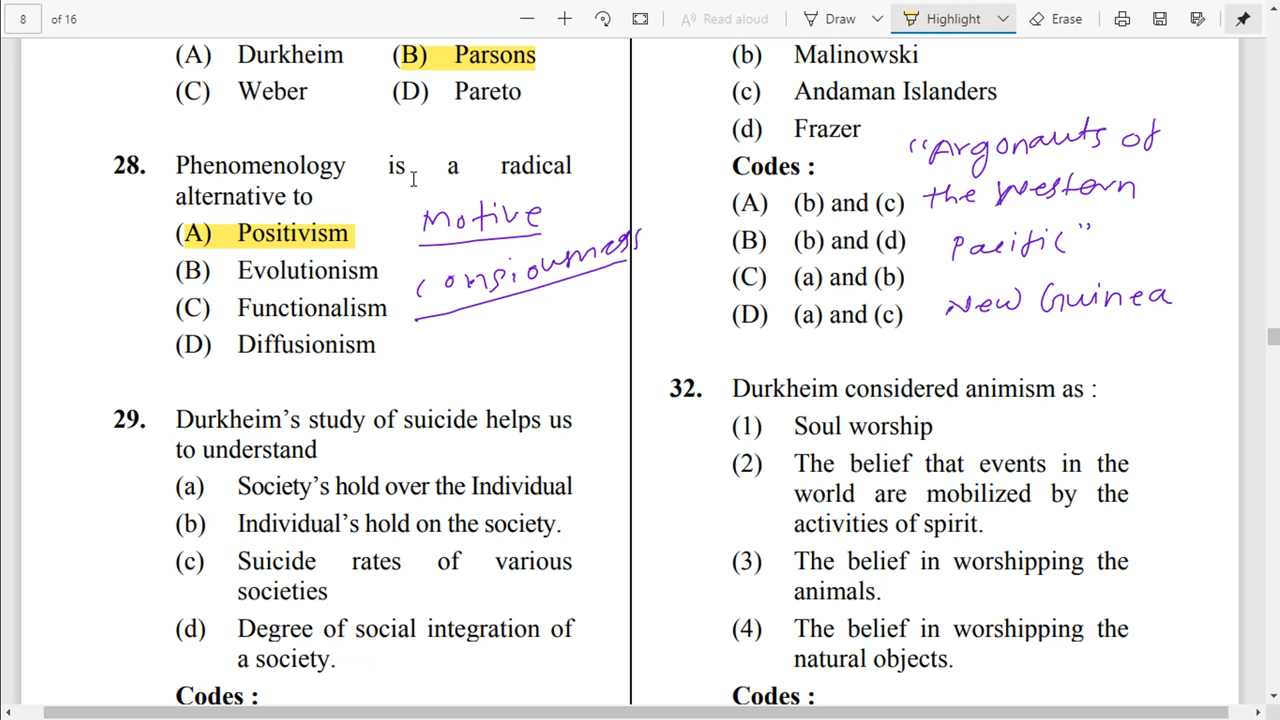 8 of 16 Read aloud Draw Highlight Erase
(A) Durkheim (B) Parsons
(C) Weber (D) Pareto
28. Phenomenology is a radical
alternative to
(A) Positivism
(B) Evolutionism
(C) Functionalism
(D) Diffusionism
Motive
Consiousness
29. Durkheim's study of suicide helps us
to understand
(a) Society's hold over the Individual
(b) Individual's hold on the society.
(c) Suicide rates of various
societies
(d) Degree of social integration of
a society.
Codes :
(b) Malinowski
(c) Andaman Islanders
(d) Frazer
Codes :
(A) (b) and (c)
(B) (b) and (d)
(C) (a) and (b)
(D) (a) and (c)
"Argonauts of
the Western
Pacific"
New Guinea
32. Durkheim considered animism as :
(1) Soul worship
(2) The belief that events in the
world are mobilized by the
activities of spirit.
(3) The belief in worshipping the
animals.
(4) The belief in worshipping the
natural objects.
Codes :